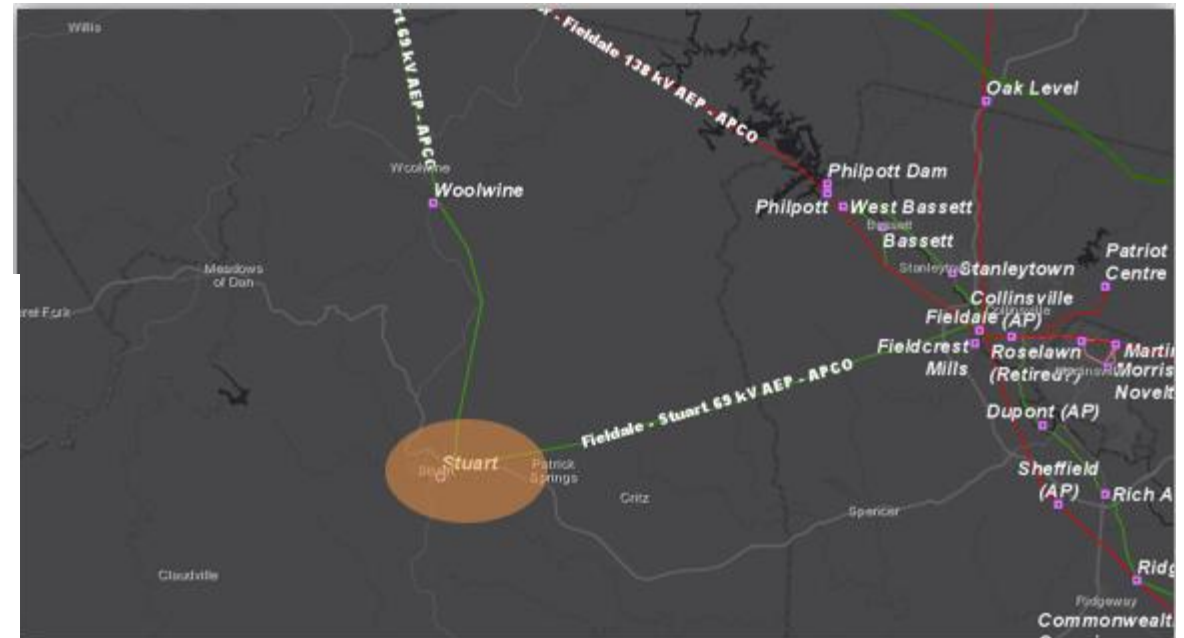 Willis
rt 69 kV AEP - APCO
- Fieldale 138 kV AEP - APCO
Oak Level
Woolwine
Woolwine
Philpott Dam
Philpott
West Bassett
Bassett
Bassett
Patriot
Centre
Meadows
of Dan
Stanleytown
Collinsville
Fieldale (AP)
Fieldcrest
Mills
Roselawn
(Retired?)
Martin
Morris
Novelt
rel Fork
Fieldale - Stuart 69 kV AEP - APCO
Dupont (AP)
Stuart
Patrick
Springs
Sheffield
(AP)
Rich A
Critz
Spencer
Claudville
Ridg
Ridgeway
Commonwealt